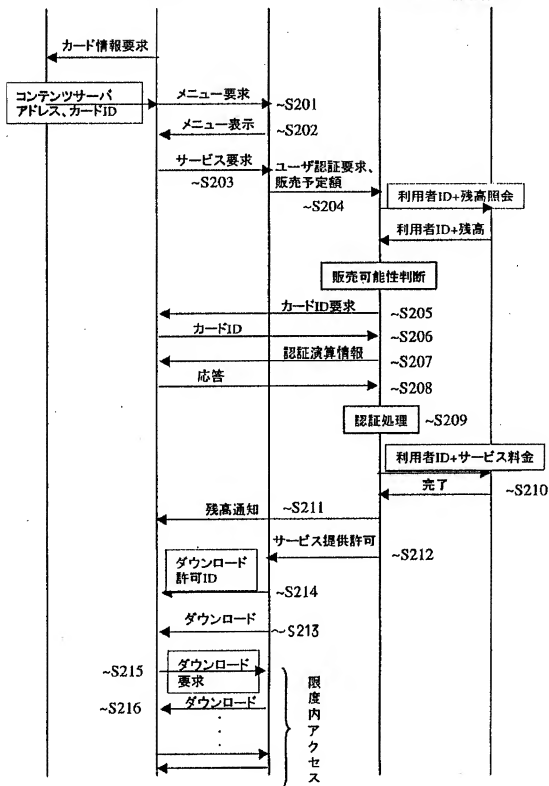 カード情報要求
コンテンツサーバ
アドレス、カードID
メニュー要求
~S201
メニュー表示
~S202
サービス要求
~S203
ユーザ認証要求、
販売予定額
~S204
利用者ID+残高照会
利用者ID+残高
販売可能性判断
カードID要求
~S205
カードID
~S206
認証演算情報
~S207
応答
~S208
認証処理
~S209
利用者ID+サービス料金
完了
~S210
残高通知
~S211
サービス提供許可
~S212
ダウンロード
許可ID
~S214
ダウンロード
~S213
~S215
ダウンロード
要求
~S216
ダウンロード
限度内アクセス